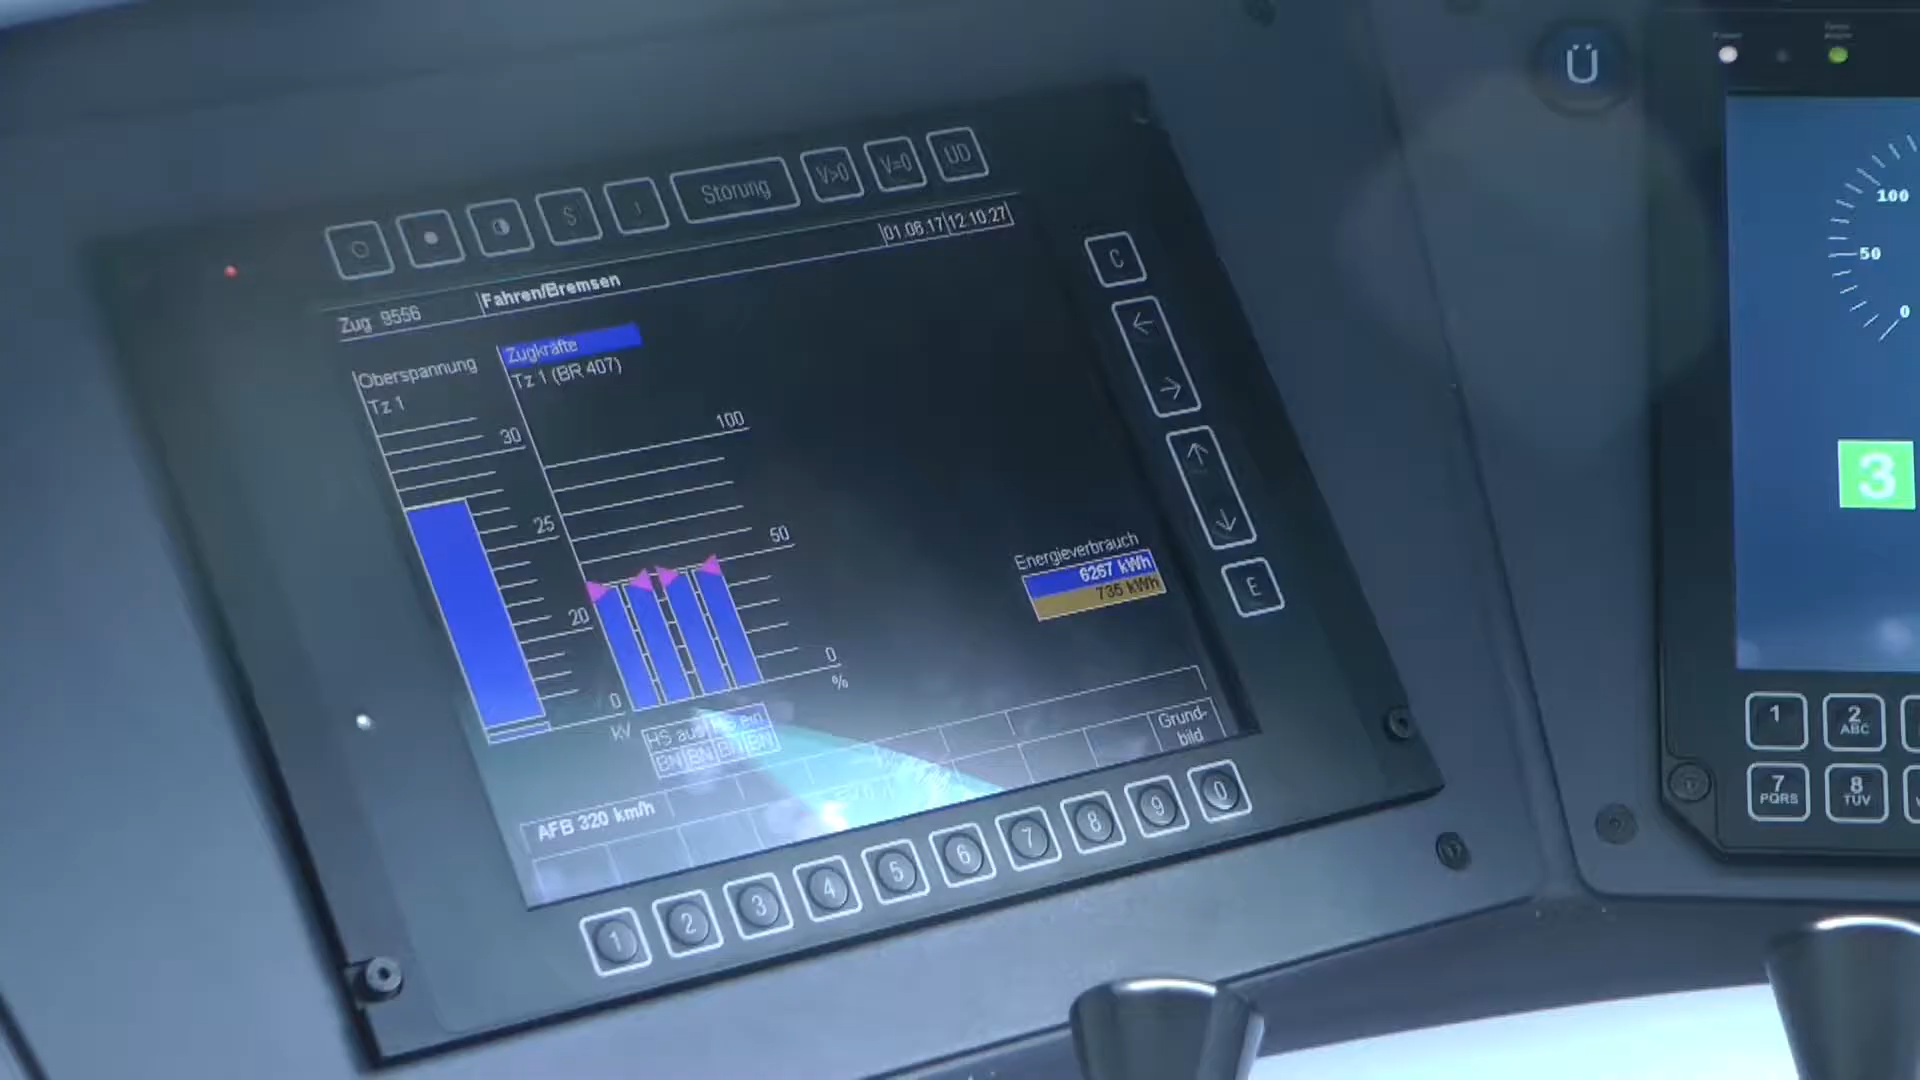 Ü
S
i
Störung
V>0
V=0
UD
01.06.17 12:10:27
Zug 9556
Fahren/Bremsen
C
Oberspannung
Tz 1
30
25
20
0
kV
Zugkräfte
Tz 1 (BR 407)
100
50
0
%
Energieverbrauch
6267 kWh
735 kWh
E
HS aus HS ein
BN BN BN BN
Grund-
bild
AFB 320 km/h
1 2 3 4 5 6 7 8 9 0
100
50
0
3
1
2
ABC
7
PQRS
8
TUV